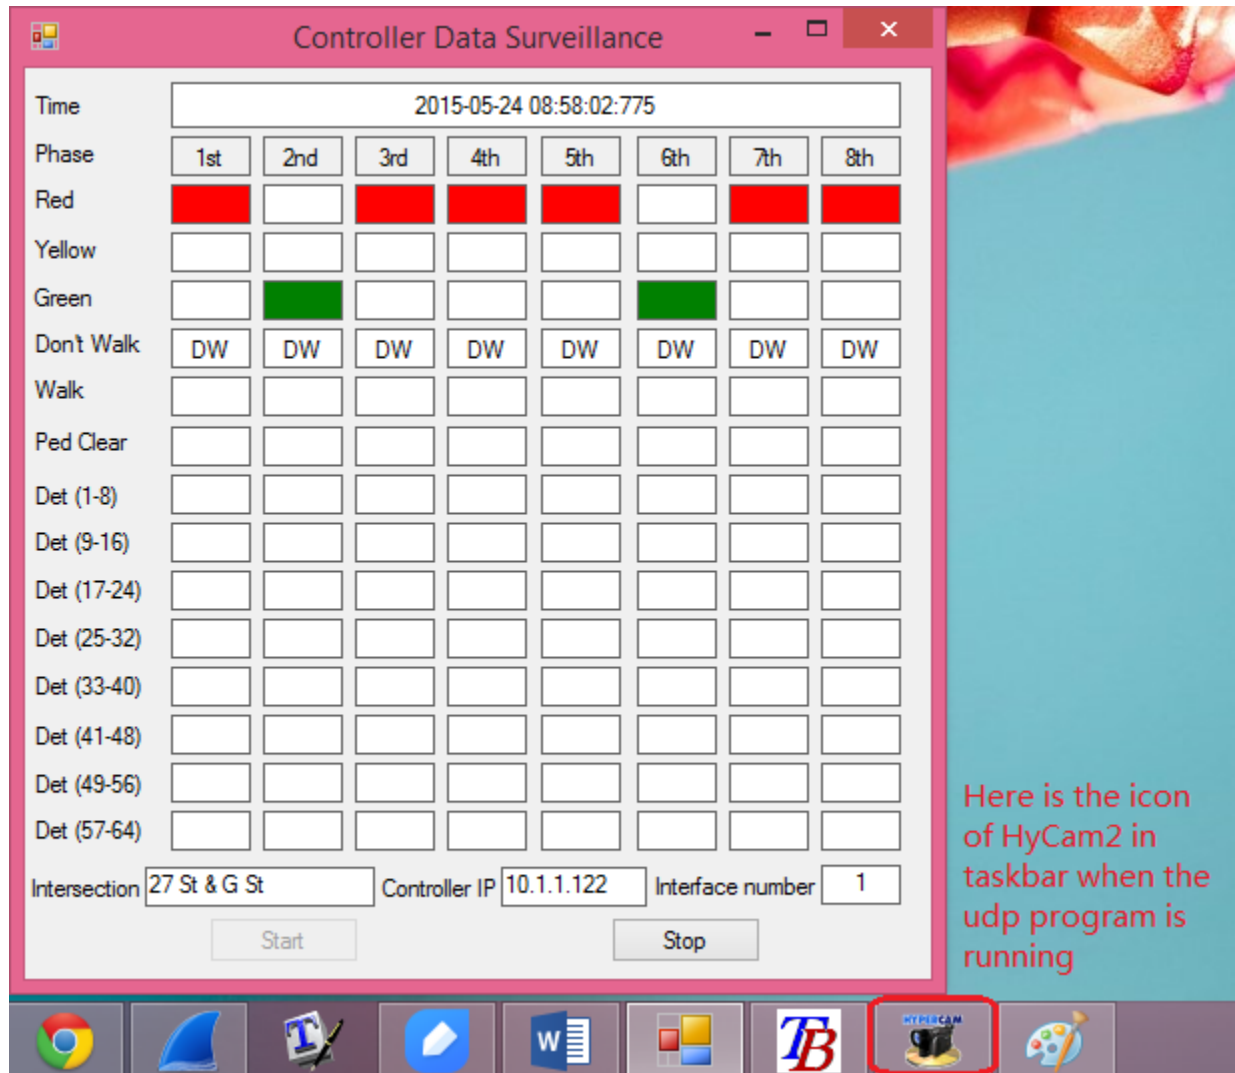 Controller Data Surveillance
Time 2015-05-24 08:58:02:775
Phase 1st 2nd 3rd 4th 5th 6th 7th 8th
Red
Yellow
Green
Don't Walk DW DW DW DW DW DW DW DW
Walk
Ped Clear
Det (1-8)
Det (9-16)
Det (17-24)
Det (25-32)
Det (33-40)
Det (41-48)
Det (49-56)
Det (57-64)
Intersection 27 St & G St Controller IP 10.1.1.122 Interface number 1
Start Stop
Here is the icon
of HyCam2 in
taskbar when the
udp program is
running
T W TB HYPERCAM